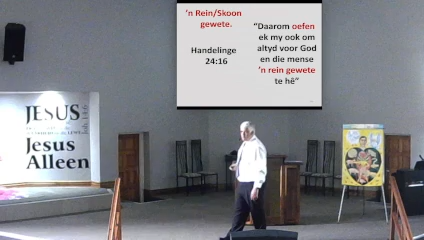 'n Rein/Skoon
gewete.
Handelinge
24:16
"Daarom oefen
ek my ook om
altyd voor God
en die mense
'n rein gewete
te hê"
JESUS
Jesus
Alleen